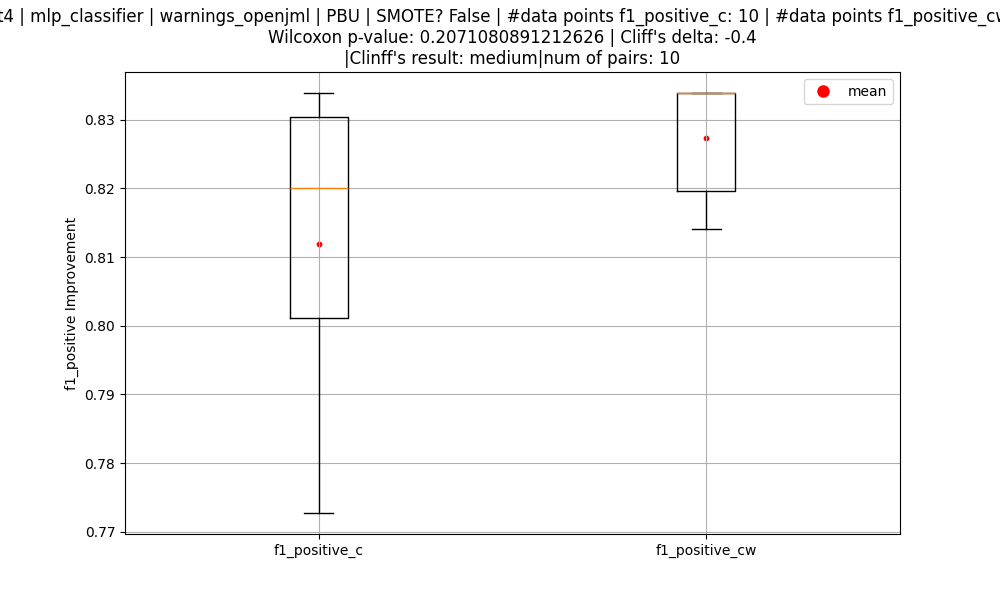 t4 | mlp_classifier | warnings_openjml | PBU | SMOTE? False | #data points f1_positive_c: 10 | #data points f1_positive_cw
Wilcoxon p-value: 0.2071080891212626 | Cliff's delta: -0.4
|Clinff's result: medium|num of pairs: 10
mean
0.83
0.82
0.81
0.80
0.79
0.78
0.77
f1_positive Improvement
f1_positive_c
f1_positive_cw